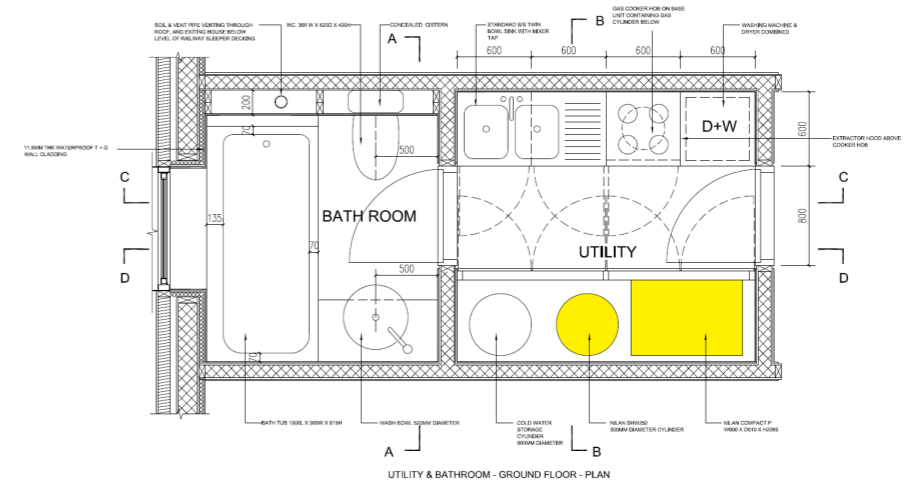 SOIL & VENT PIPE VENTING THROUGH
ROOF, AND EXITING HOUSE BELOW
LEVEL OF RAILWAY SLEEPER DECKING
WC 360 W X 520D X 400H
CONCEALED CISTERN
A
STANDARD S/S TWIN
BOWL SINK WITH MIXER
TAP
B
GAS COOKER HOB ON BASE
UNIT CONTAINING GAS
CYLINDER BELOW
WASHING MACHINE &
DRYER COMBINED
600
600
600
600
200
70
500
D+W
600
EXTRACTOR HOOD ABOVE
COOKER HOB
THK WATERPROOF T + G
WALL CLADDING
C
C
135
BATH ROOM
70
800
UTILITY
D
D
500
70
BATH TUB
WASH BOWL 520MM DIAMETER
COLD WATER
STORAGE
CYLINDER
DIAMETER
NILAN SHW250
500MM DIAMETER CYLINDER
NILAN COMPACT P
A
B
UTILITY & BATHROOM - GROUND FLOOR - PLAN